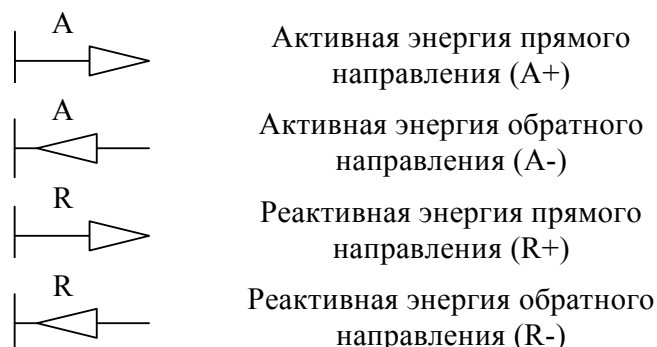 A
Активная энергия прямого
направления (A+)
A
Активная энергия обратного
направления (A-)
R
Реактивная энергия прямого
направления (R+)
R
Реактивная энергия обратного
направления (R-)